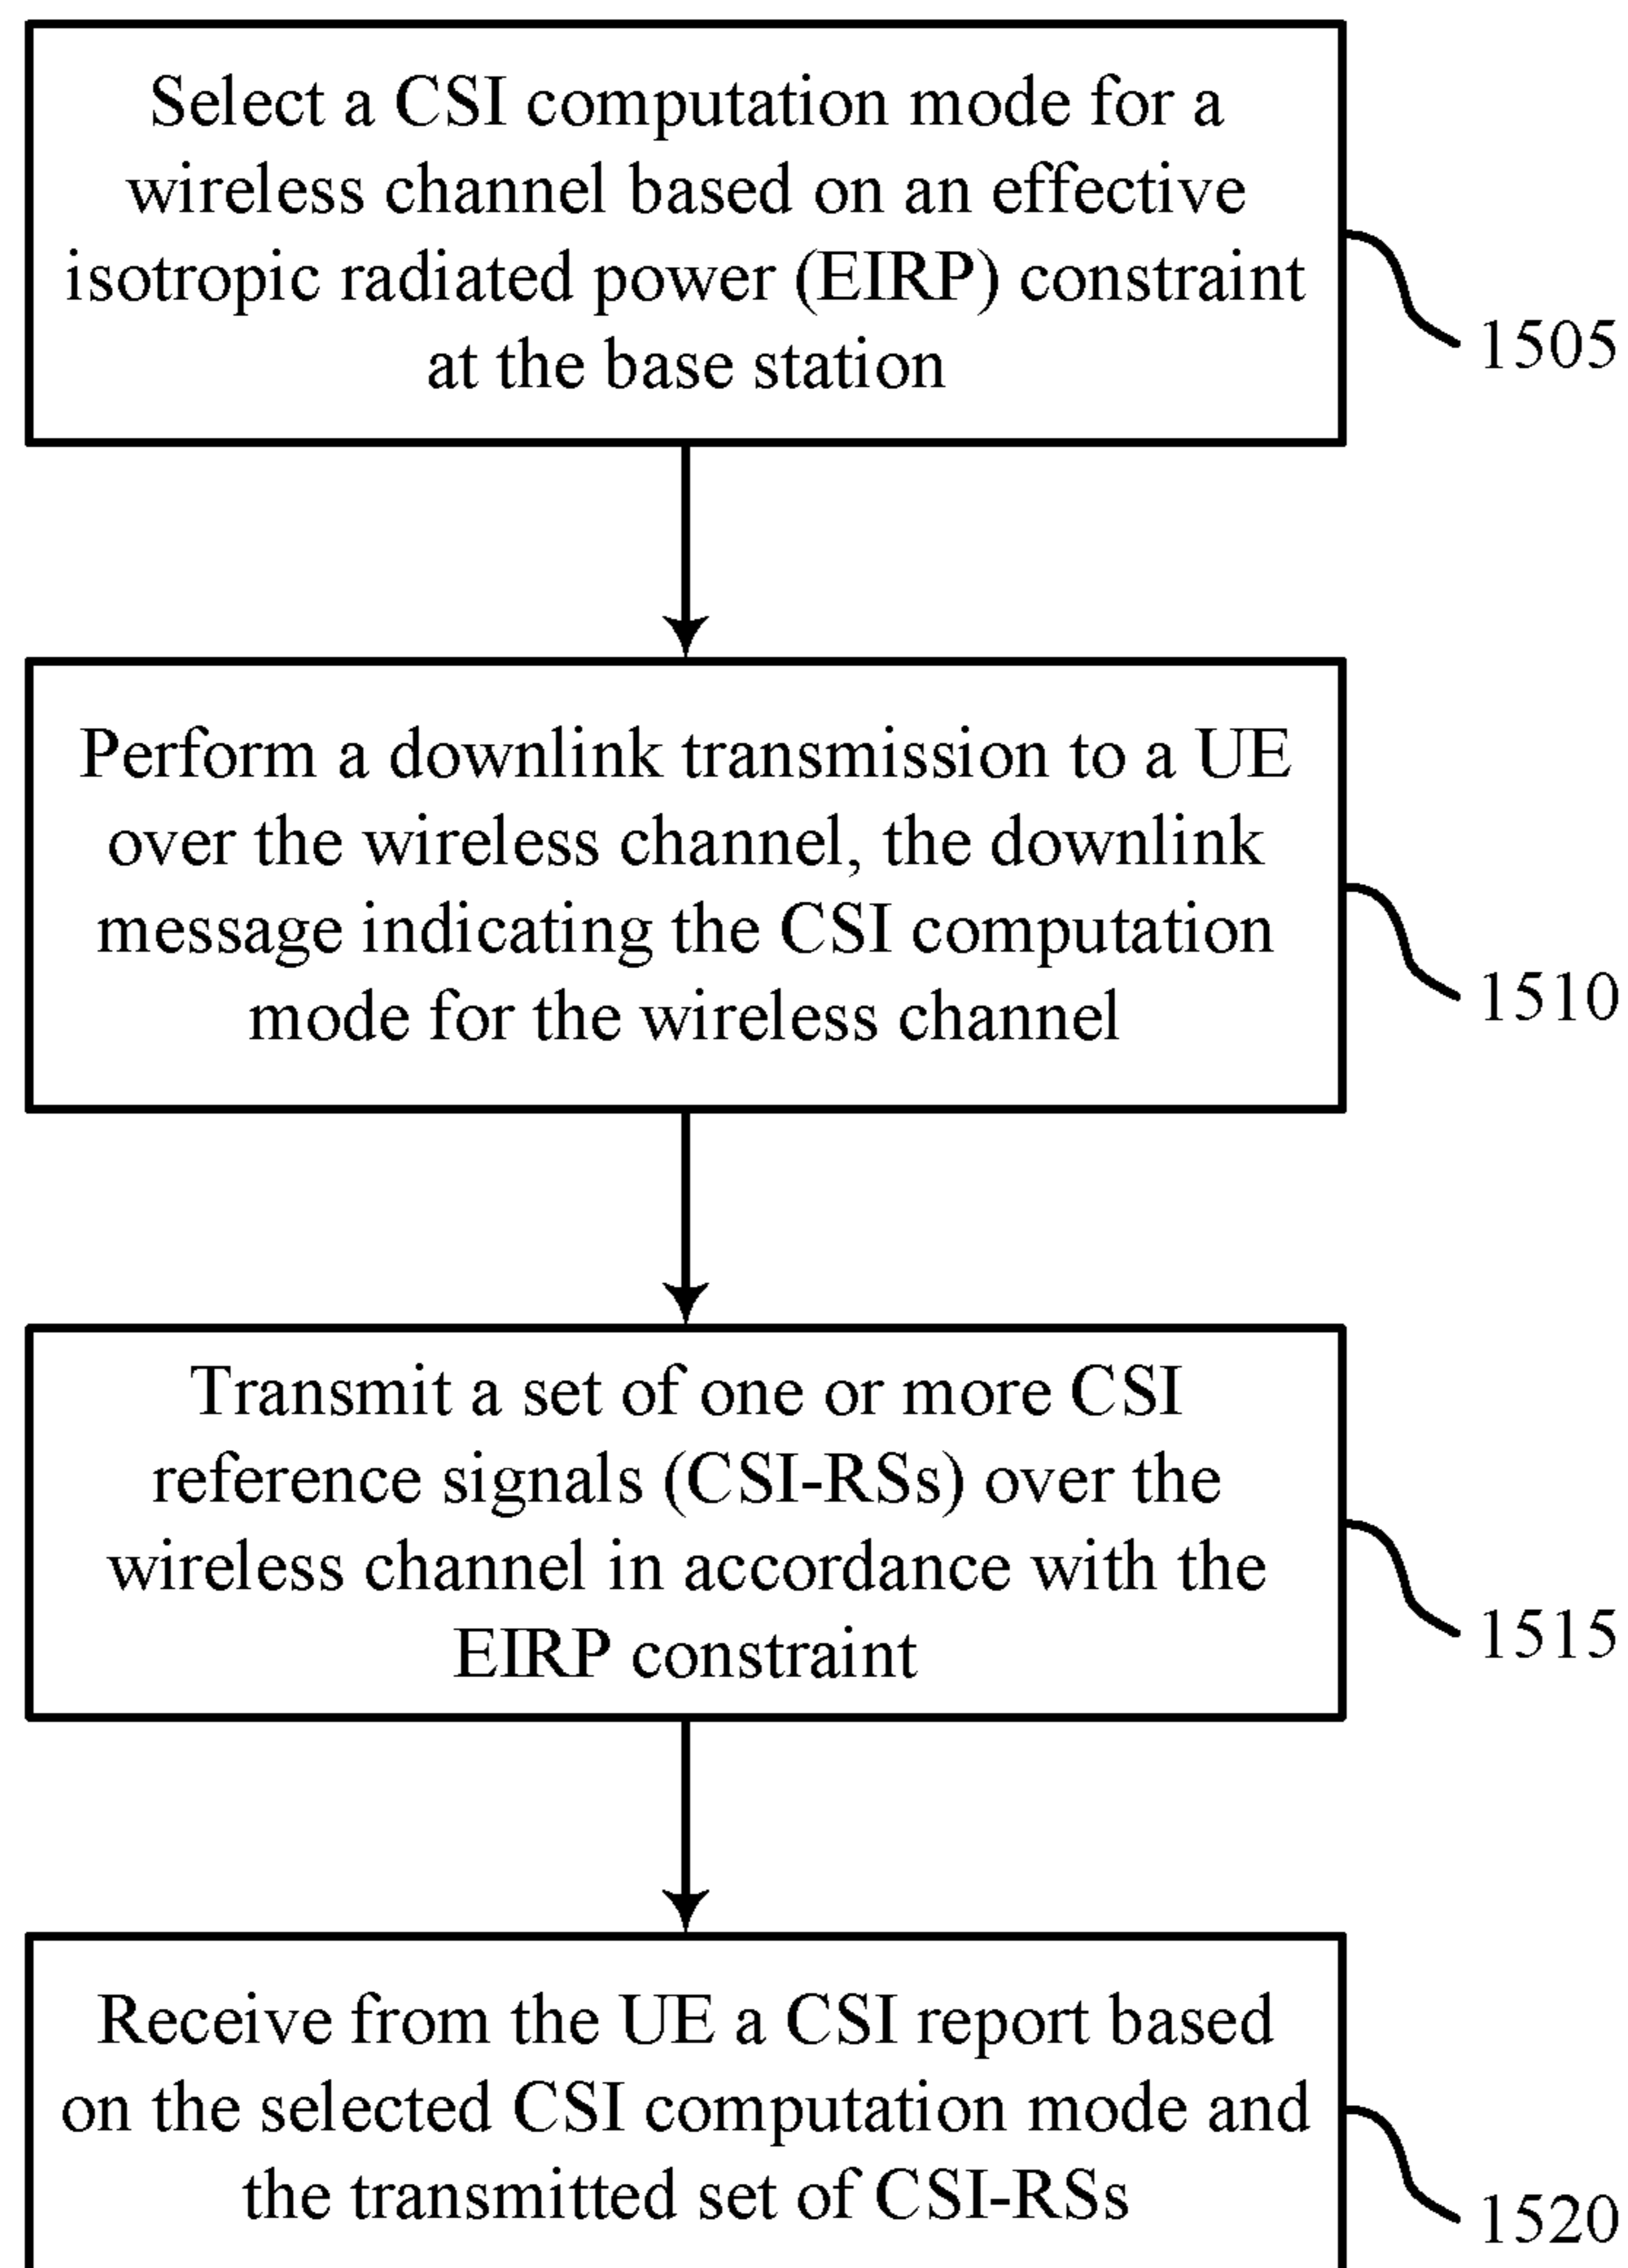 Select a CSI computation mode for a
wireless channel based on an effective
isotropic radiated power (EIRP) constraint
at the base station
1505
Perform a downlink transmission to a UE
over the wireless channel, the downlink
message indicating the CSI computation
mode for the wireless channel
1510
Transmit a set of one or more CSI
reference signals (CSI-RSs) over the
wireless channel in accordance with the
EIRP constraint
1515
Receive from the UE a CSI report based
on the selected CSI computation mode and
the transmitted set of CSI-RSs
1520